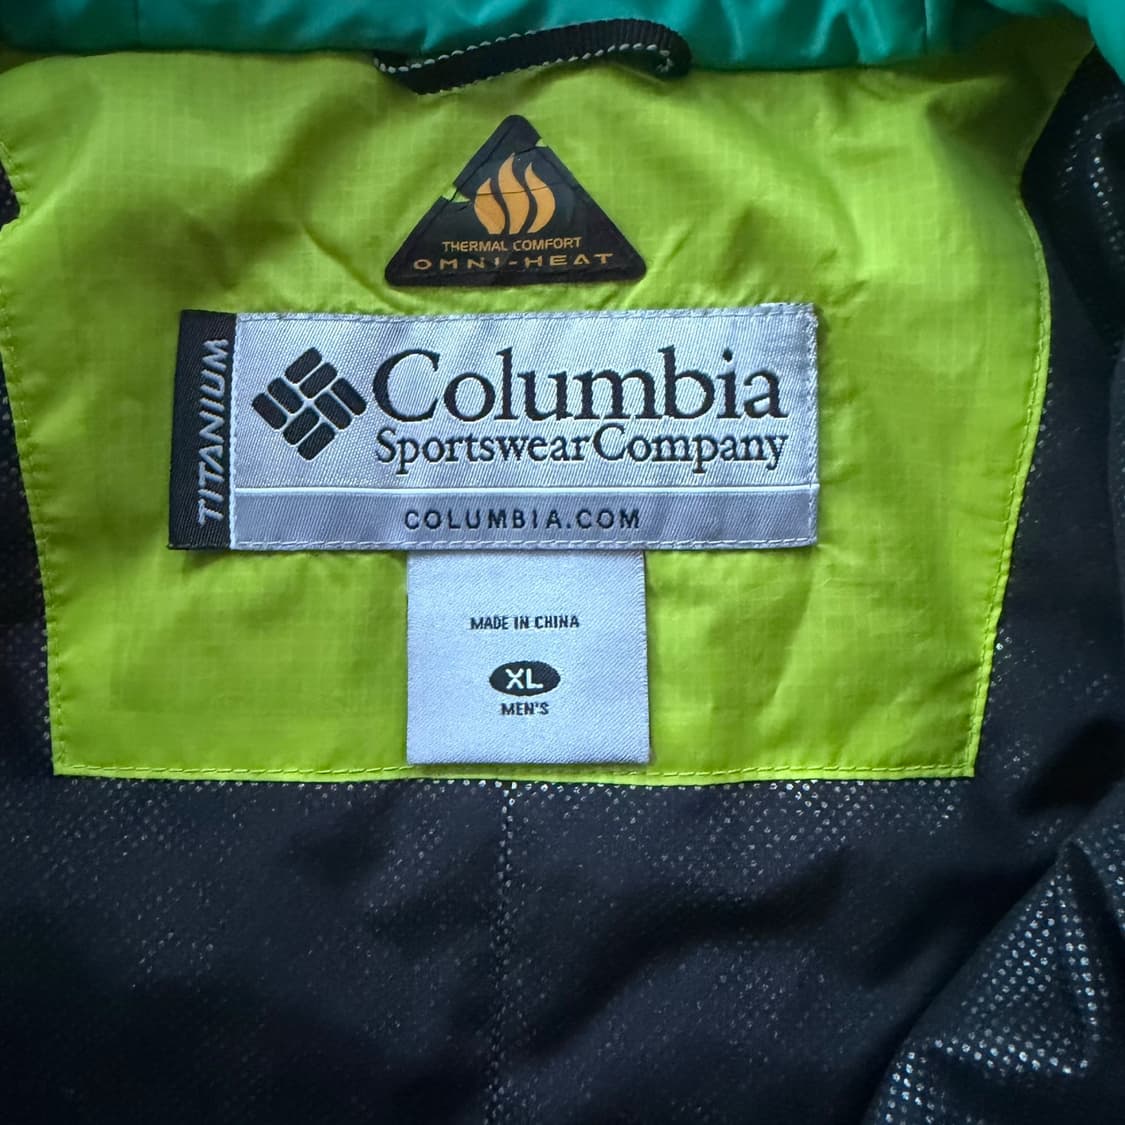 THERMAL COMFORT
OMNI-HEAT
TITANIUM
Columbia
Sportswear Company
COLUMBIA.COM
MADE IN CHINA
XL
MEN'S